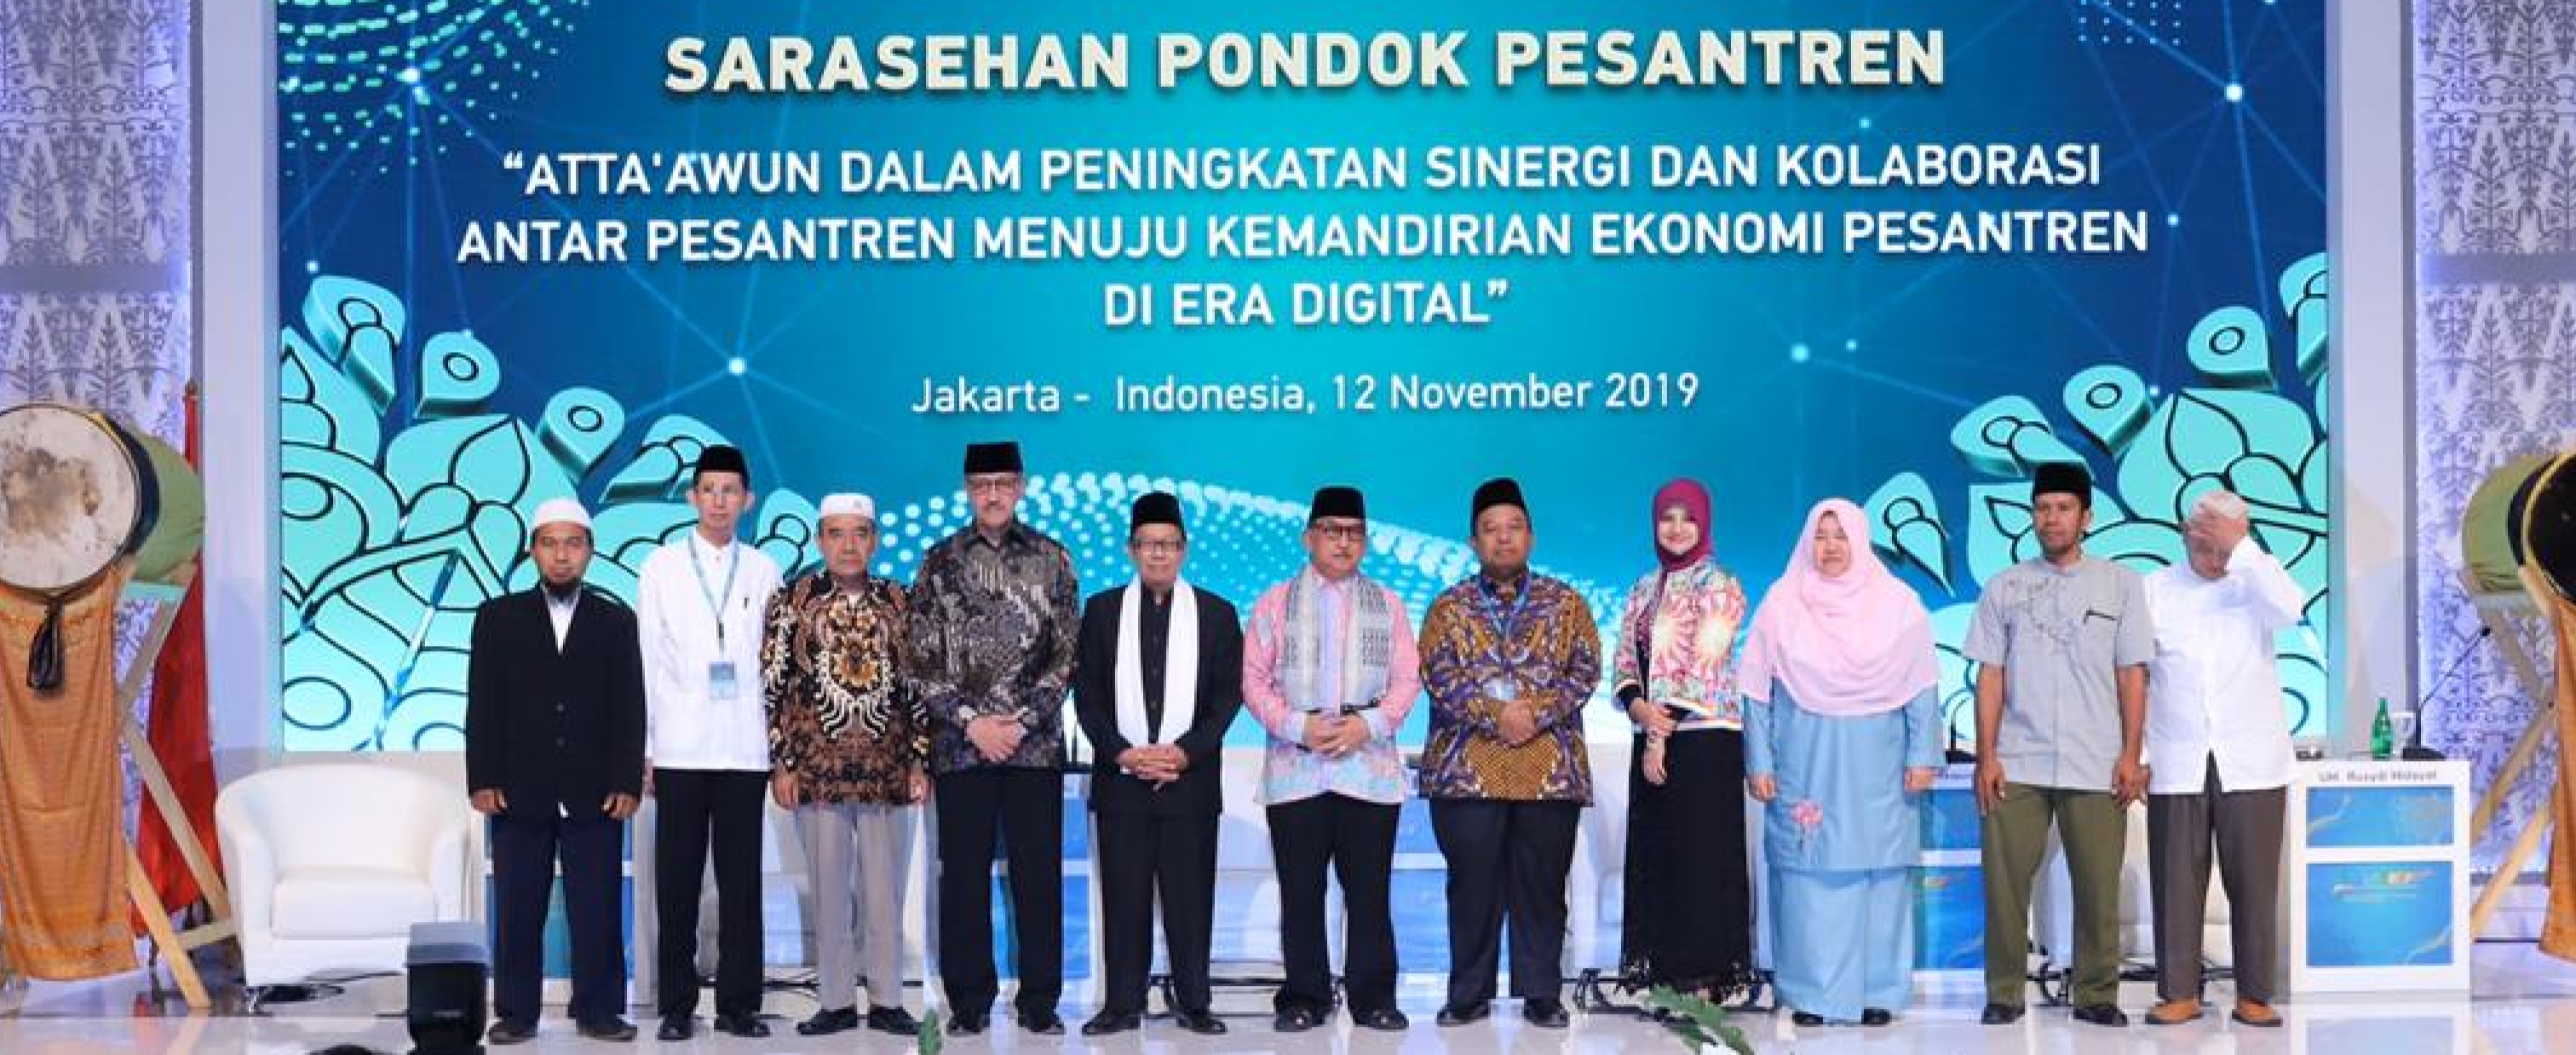 SARASEHAN PONDOK PESANTREN
“ATTA'AWUN DALAM PENINGKATAN SINERGI DAN KOLABORASI
ANTAR PESANTREN MENUJU KEMANDIRIAN EKONOMI PESANTREN
DI ERA DIGITAL”
Jakarta - Indonesia, 12 November 2019